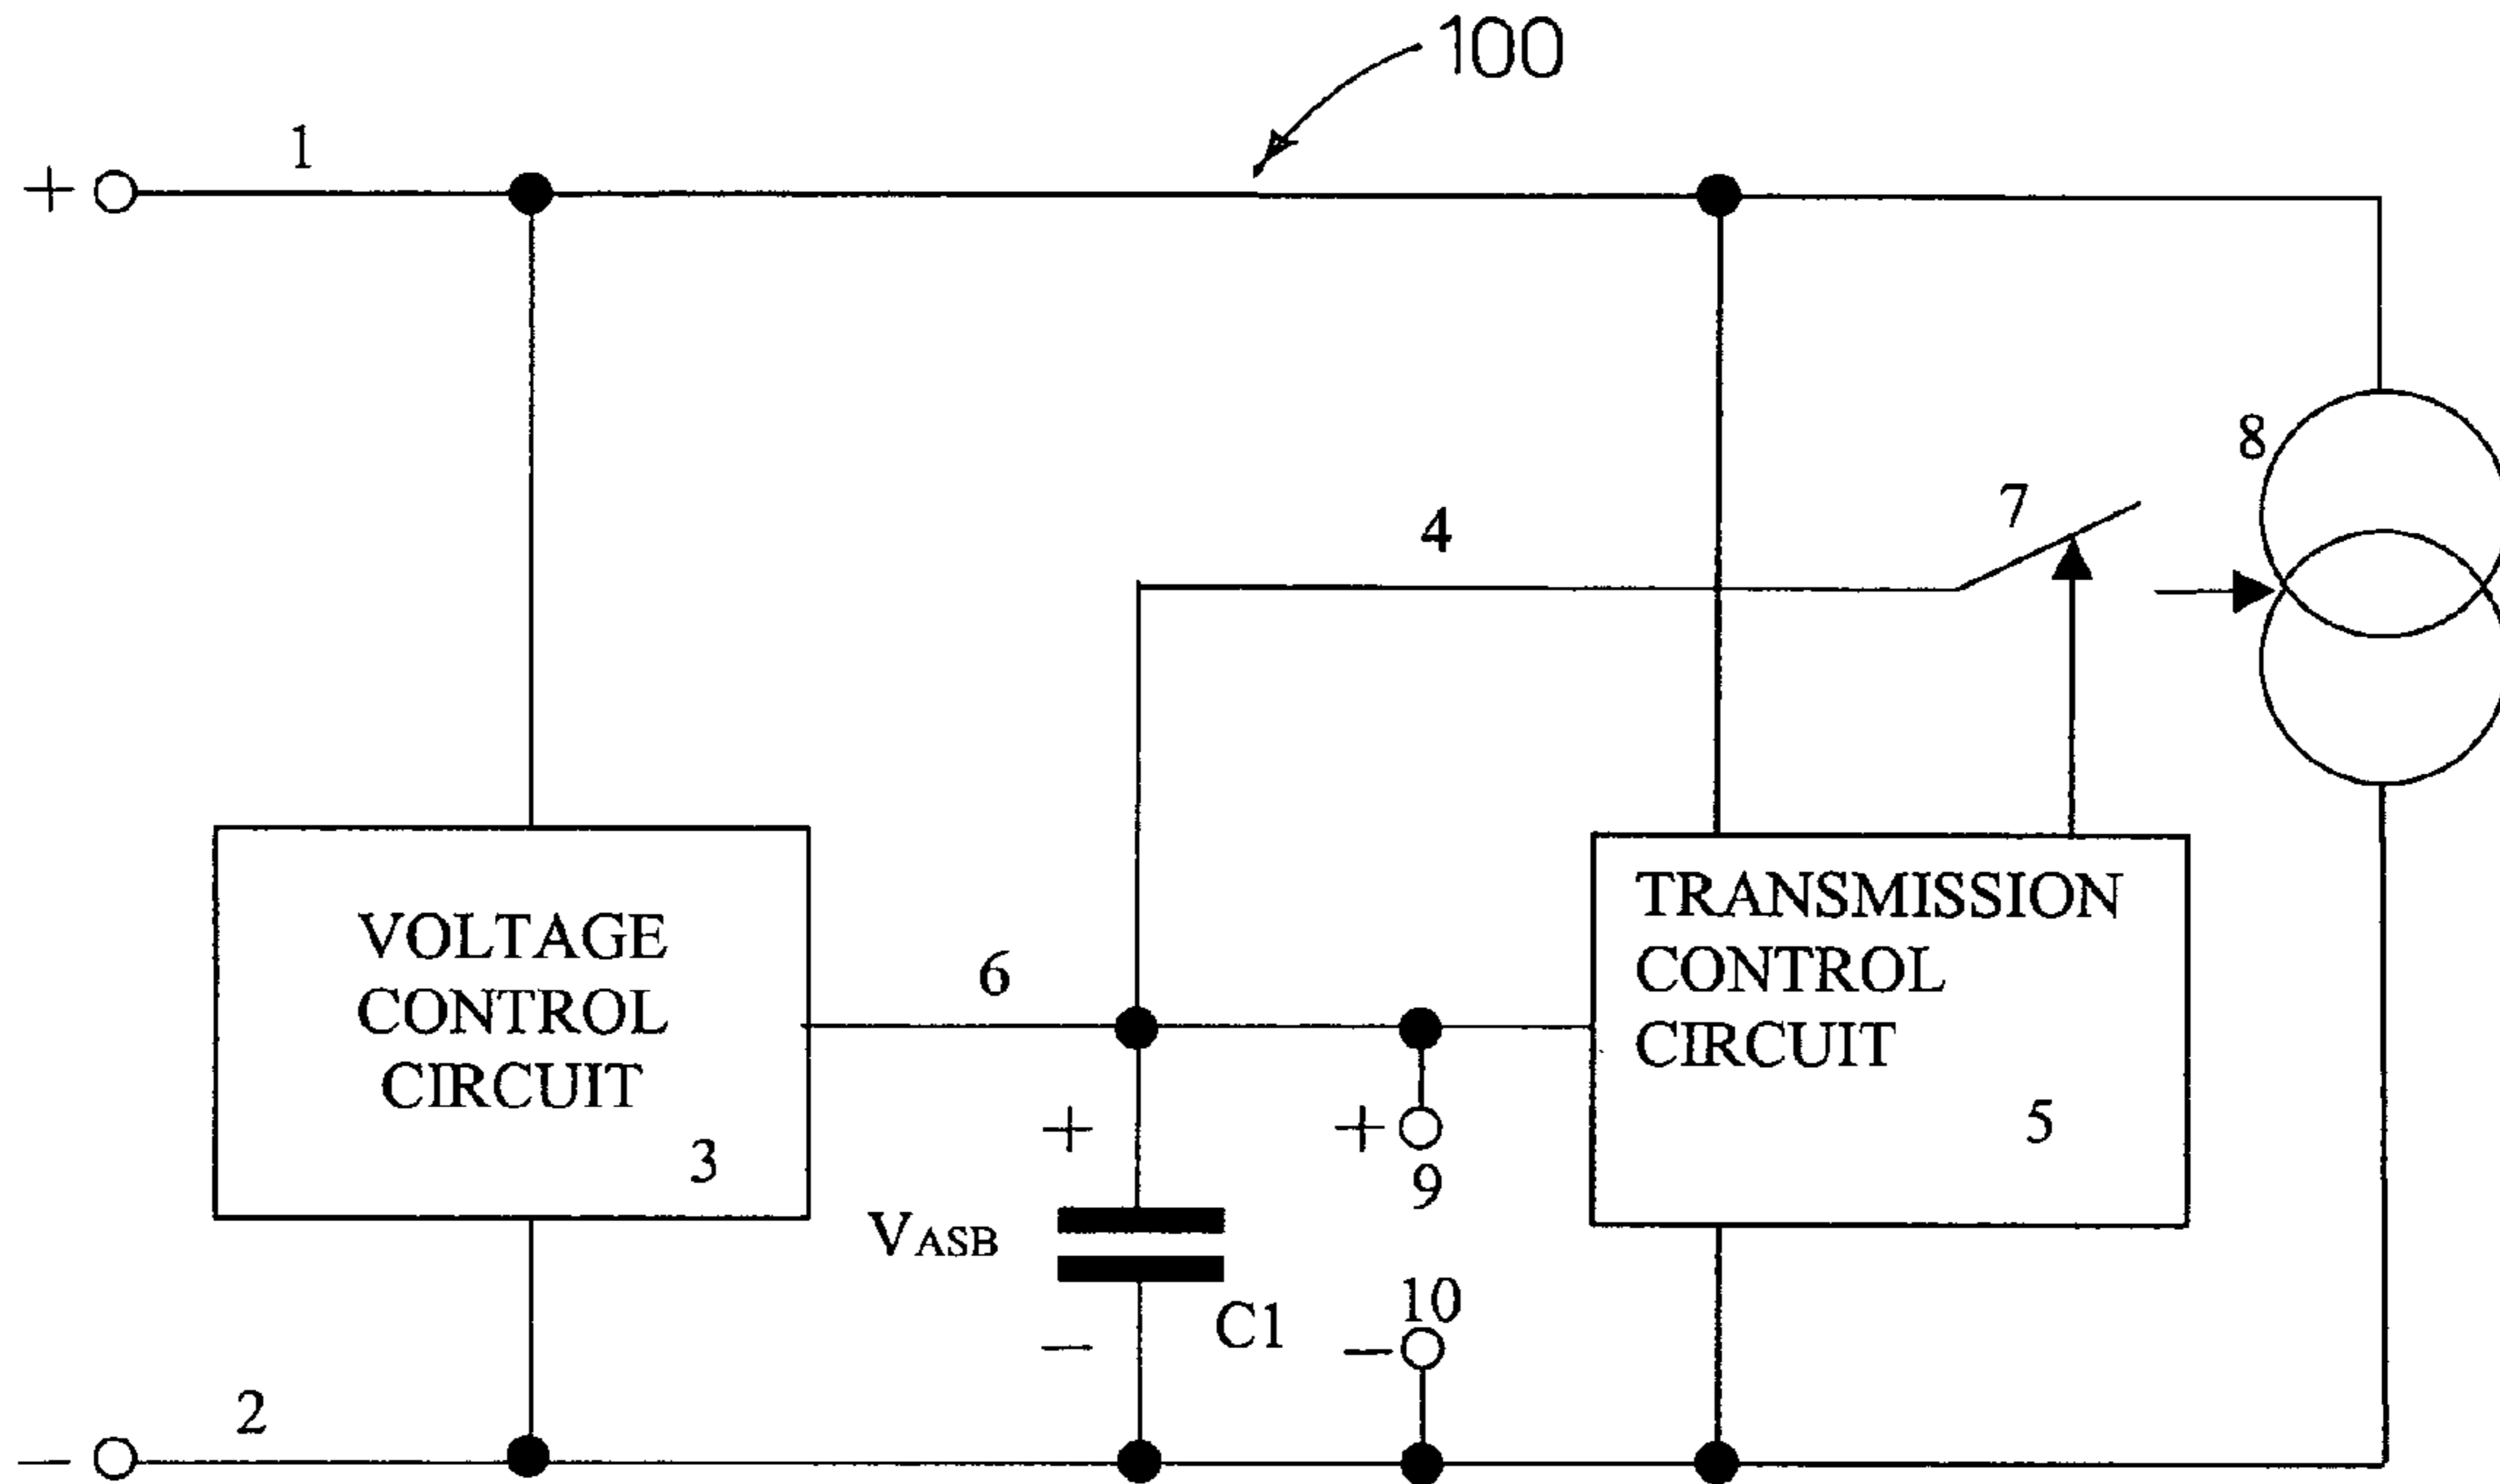 100
1
+
8
7
4
VOLTAGE
CONTROL
CIRCUIT
3
6
TRANSMISSION
CONTROL
CIRCUIT
5
+
+
9
VASB
C1
10
−
−
2
−